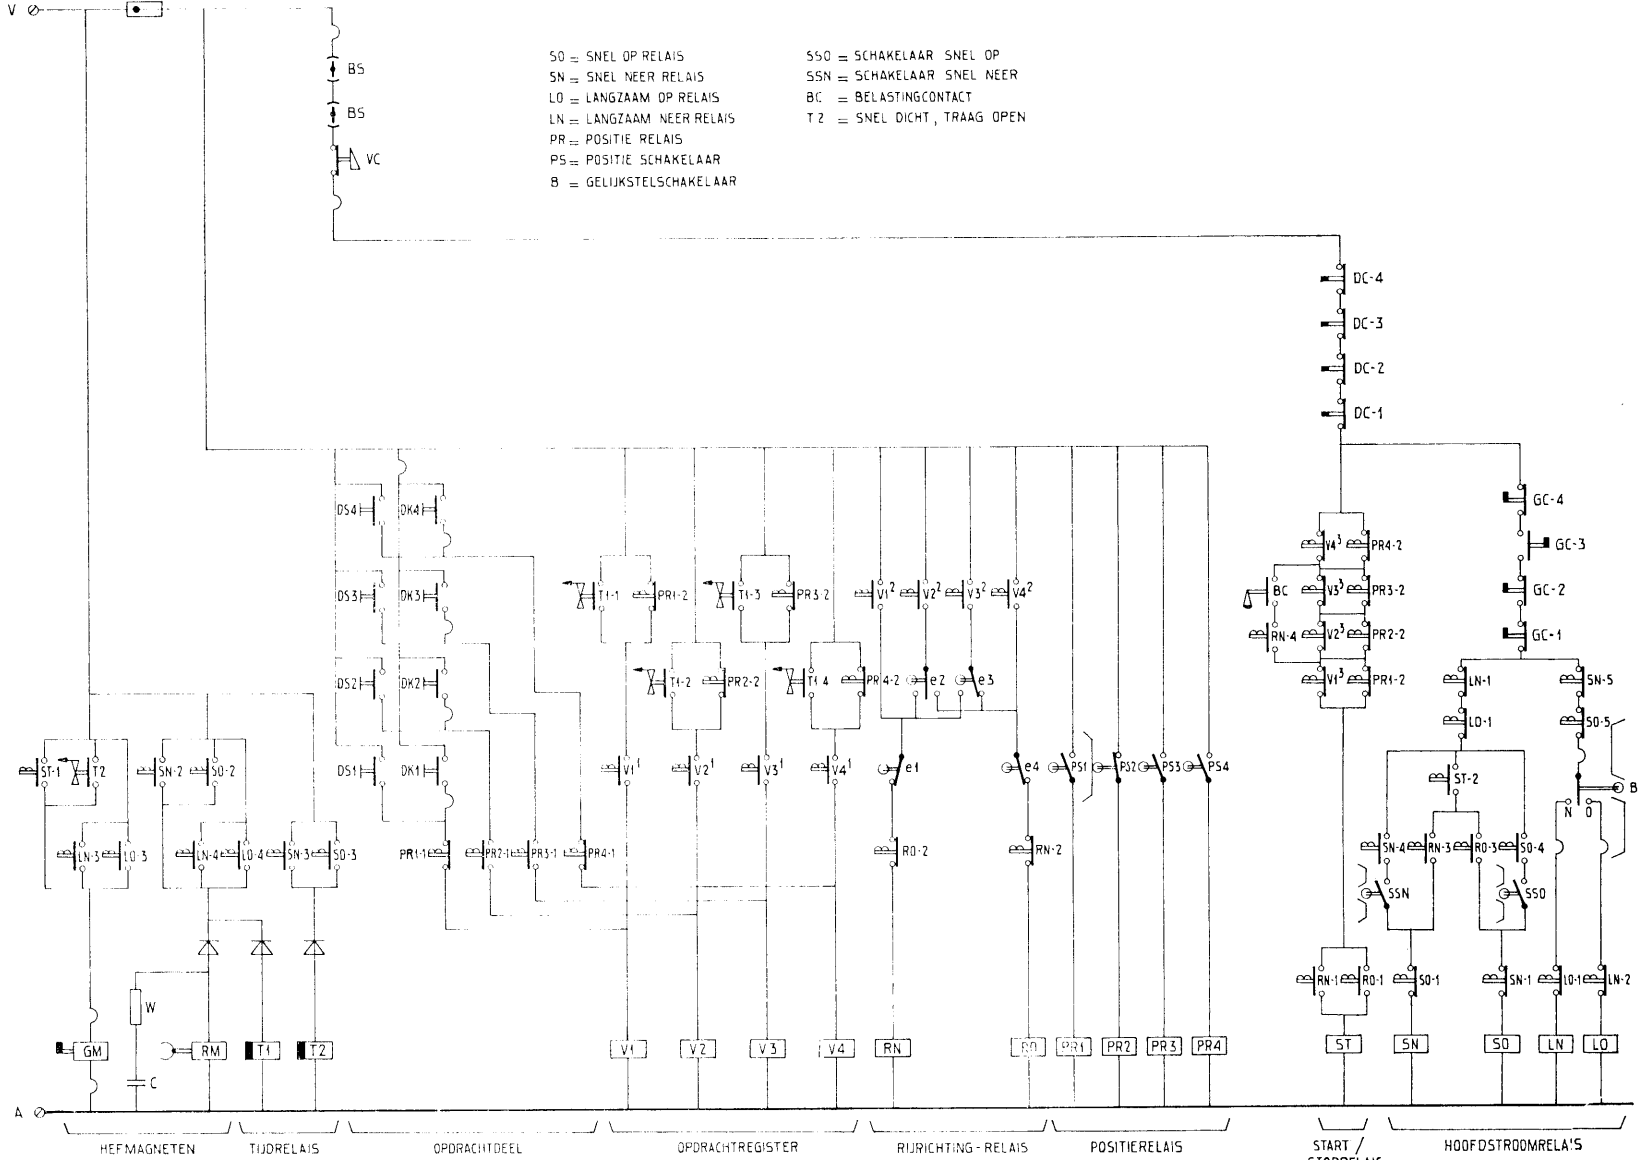 V
BS
BS
VC
SO = SNEL OP RELAIS
SN = SNEL NEER RELAIS
LO = LANGZAAM OP RELAIS
LN = LANGZAAM NEER RELAIS
PR = POSITIE RELAIS
PS = POSITIE SCHAKELAAR
B = GELIJKSTELSCHAKELAAR
SSO = SCHAKELAAR SNEL OP
SSN = SCHAKELAAR SNEL NEER
BC = BELASTINGCONTACT
T2 = SNEL DICHT, TRAAG OPEN
DC-4
DC-3
DC-2
DC-1
DS4 DK4
GC-4
V4³ PR4-2 GC-3
DS3 DK3 T1-1 PR1-2 T1-3 PR3-2 V1² V2² V3² V4² BC V3³ PR3-2 GC-2
RN-4 V2³ PR2-2 GC-1
DS2 DK2 T1-2 PR2-2 T1-4 PR4-2 e2 e3 V1³ PR1-2 LN-1 SN-5
LO-1 SO-5
ST-1 T2 SN-2 SO-2 DS1 DK1 V1¹ V2¹ V3¹ V4¹ e1 e4 PS1 PS2 PS3 PS4 ST-2 B
N O
LN-3 LO-3 LN-4 LO-4 SN-3 SO-3 PR1-1 PR2-1 PR3-1 PR4-1 RO-2 RN-2 SN-4 RN-3 RO-3 SO-4
SSN SSO
W RN-1 RO-1 SO-1 SN-1 LO-1 LN-2
GM RM T1 T2 V1 V2 V3 V4 RN RO PR1 PR2 PR3 PR4 ST SN SO LN LO
C
A
HEFMAGNETEN TIJDRELAIS OPDRACHTDEEL OPDRACHTREGISTER RIJRICHTING-RELAIS POSITIERELAIS START / HOOFDSTROOMRELAIS